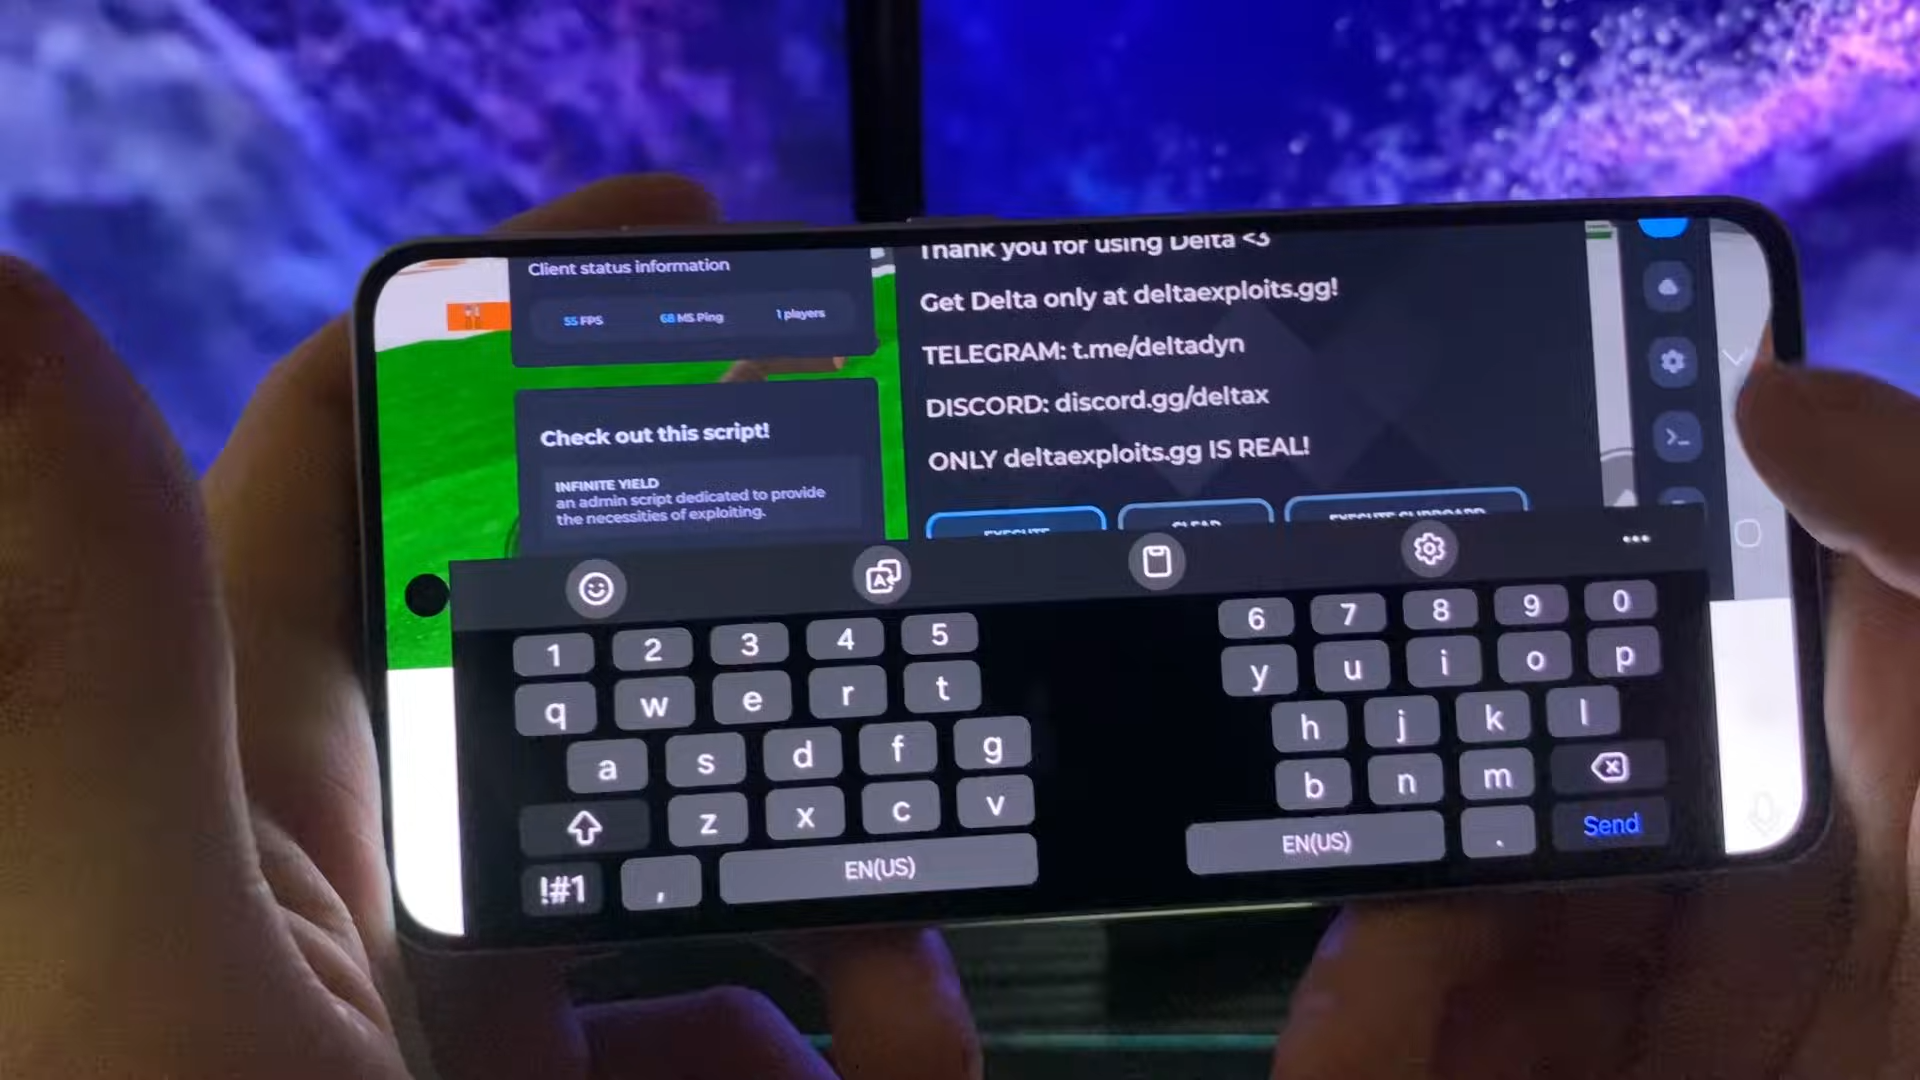 Client status information
55 FPS
68 MS Ping
1 players
Check out this script!
INFINITE YIELD
an admin script dedicated to provide
the necessities of exploiting.
Thank you for using Delta <3
Get Delta only at deltaexploits.gg!
TELEGRAM: t.me/deltadyn
DISCORD: discord.gg/deltax
ONLY deltaexploits.gg IS REAL!
EXECUTE
CLEAR
EXECUTE CLIPBOARD
1 2 3 4 5 6 7 8 9 0
q w e r t y u i o p
a s d f g h j k l
z x c v b n m
!#1 , EN(US) EN(US) . Send